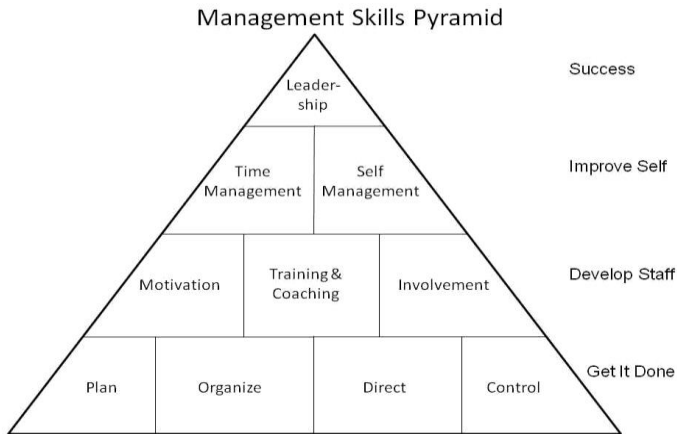 Management Skills Pyramid
Leader-
ship
Success
Time
Management
Self
Management
Improve Self
Motivation
Training &
Coaching
Involvement
Develop Staff
Plan
Organize
Direct
Control
Get It Done